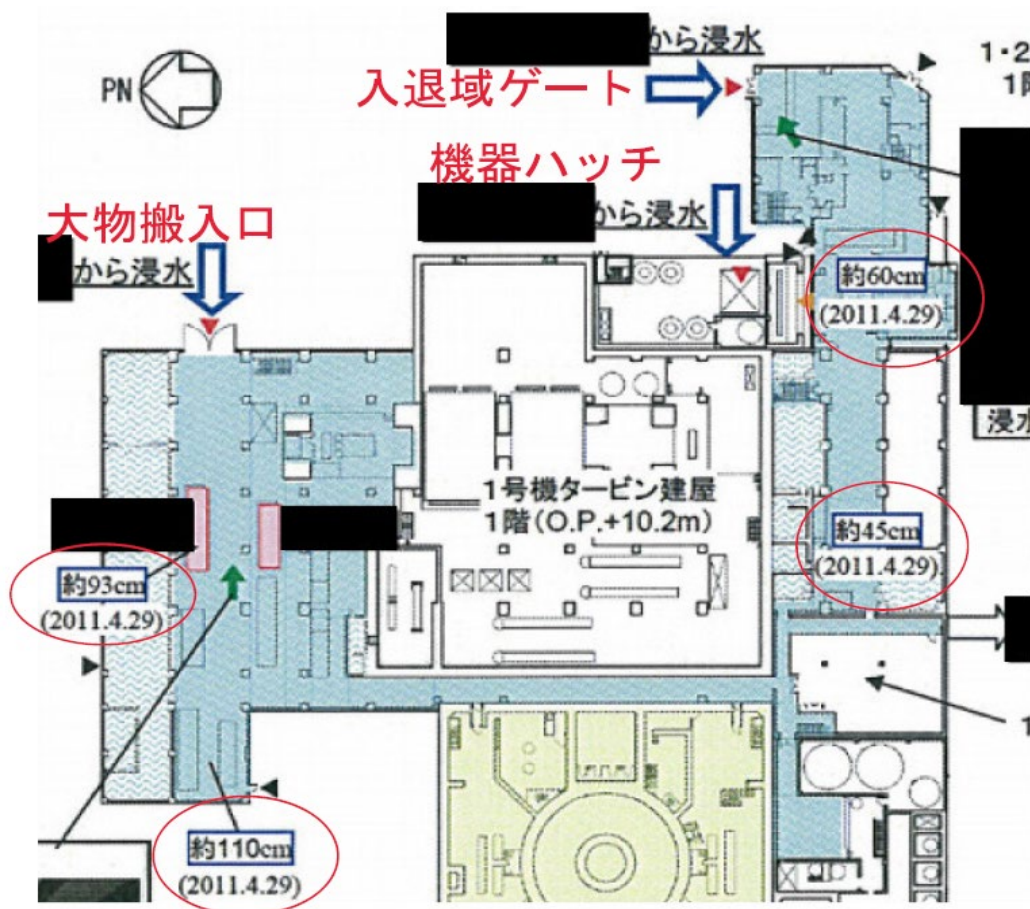 から浸水
1・2
1階
PN
入退域ゲート
機器ハッチ
から浸水
大物搬入口
から浸水
約60cm
(2011.4.29)
浸水
1号機タービン建屋
1階(O.P.+10.2m)
約45cm
(2011.4.29)
約93cm
(2011.4.29)
1
約110cm
(2011.4.29)